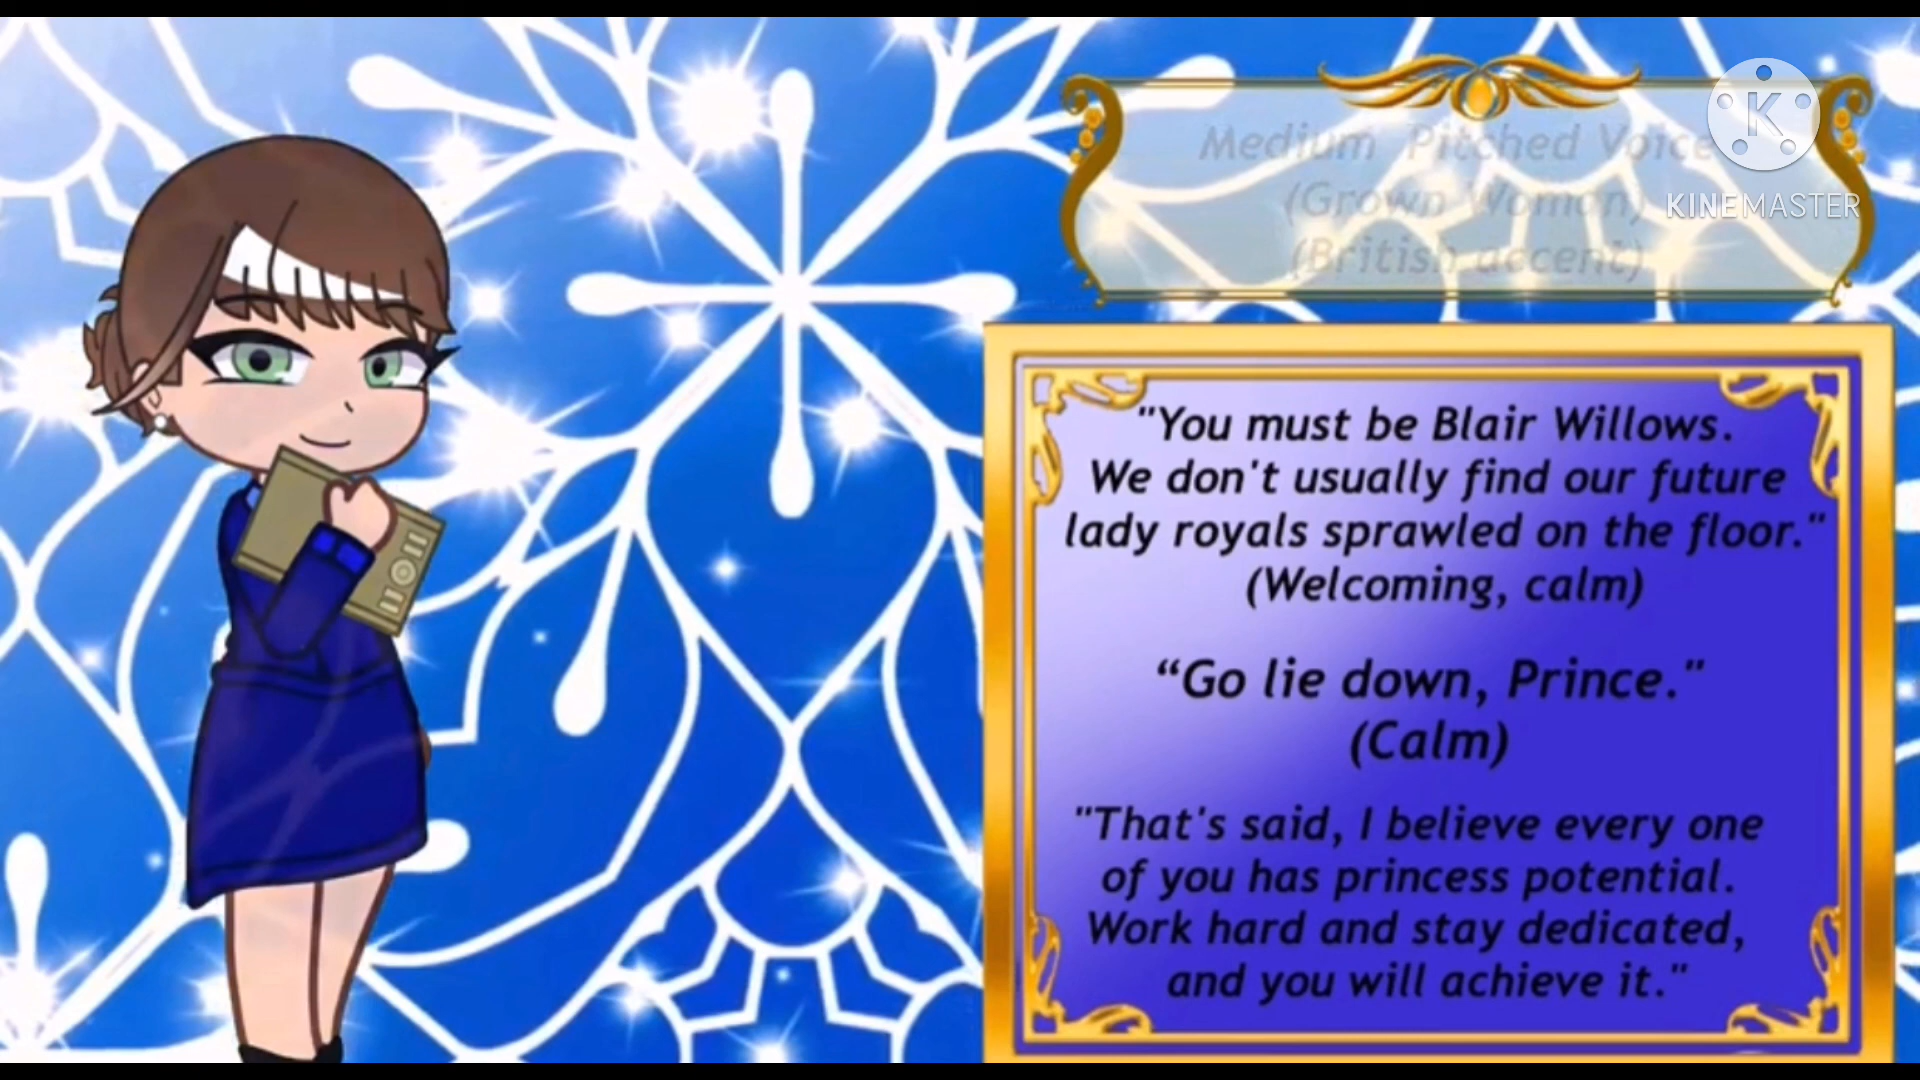 Medium Pitched Voice
(Grown Woman)
(British accent)
K
KINEMASTER
"You must be Blair Willows.
We don't usually find our future
lady royals sprawled on the floor."
(Welcoming, calm)
“Go lie down, Prince."
(Calm)
"That's said, I believe every one
of you has princess potential.
Work hard and stay dedicated,
and you will achieve it."